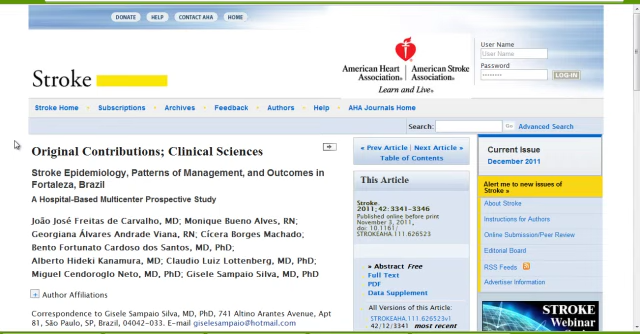 DONATE HELP CONTACT AHA HOME
Stroke
American Heart Association®
American Stroke Association®
Learn and Live®
User Name
User Name
Password
LOG-IN
Stroke Home Subscriptions Archives Feedback Authors Help AHA Journals Home
Search: Go Advanced Search
Original Contributions; Clinical Sciences
Stroke Epidemiology, Patterns of Management, and Outcomes in
Fortaleza, Brazil
A Hospital-Based Multicenter Prospective Study
João José Freitas de Carvalho, MD; Monique Bueno Alves, RN;
Georgiana Álvares Andrade Viana, RN; Cícera Borges Machado;
Bento Fortunato Cardoso dos Santos, MD, PhD;
Alberto Hideki Kanamura, MD; Claudio Luiz Lottenberg, MD, PhD;
Miguel Cendoroglo Neto, MD, PhD; Gisele Sampaio Silva, MD, PhD
+ Author Affiliations
Correspondence to Gisele Sampaio Silva, MD, PhD, 741 Altino Arantes Avenue, Apt
81, São Paulo, SP, Brazil, 04042-033. E-mail giselesampaio@hotmail.com
« Prev Article | Next Article »
Table of Contents
This Article
Stroke.
2011; 42: 3341-3346
Published online before print
November 3, 2011,
doi: 10.1161/
STROKEAHA.111.626523
» Abstract Free
Full Text
PDF
Data Supplement
All Versions of this Article:
STROKEAHA.111.626523v1
42/12/3341 most recent
Current Issue
December 2011
Alert me to new issues of
Stroke »
About Stroke
Instructions for Authors
Online Submission/Peer Review
Editorial Board
RSS Feeds
Advertiser Information
STROKE
Webinar